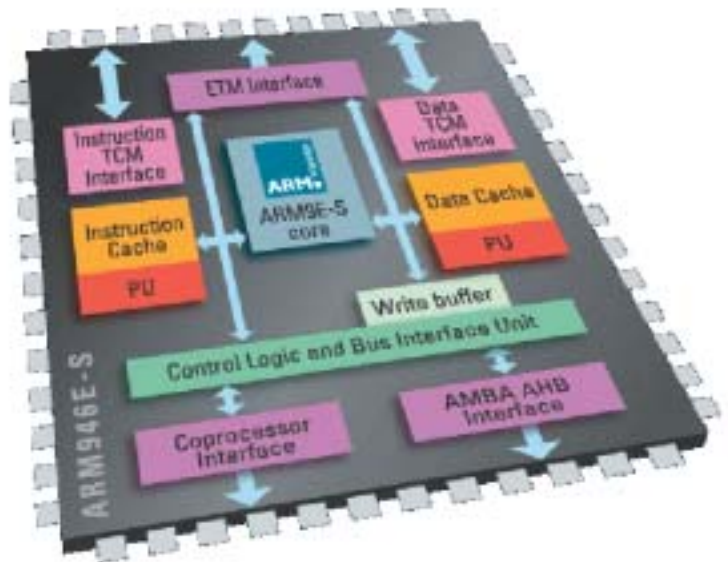 ETM Interface
Instruction
TCM
Interface
Data
TCM
Interface
ARM
ARM9E-S
core
Instruction
Cache
PU
Data Cache
PU
Write buffer
Control Logic and Bus Interface Unit
Coprocessor
Interface
AMBA AHB
Interface
ARM946E-S